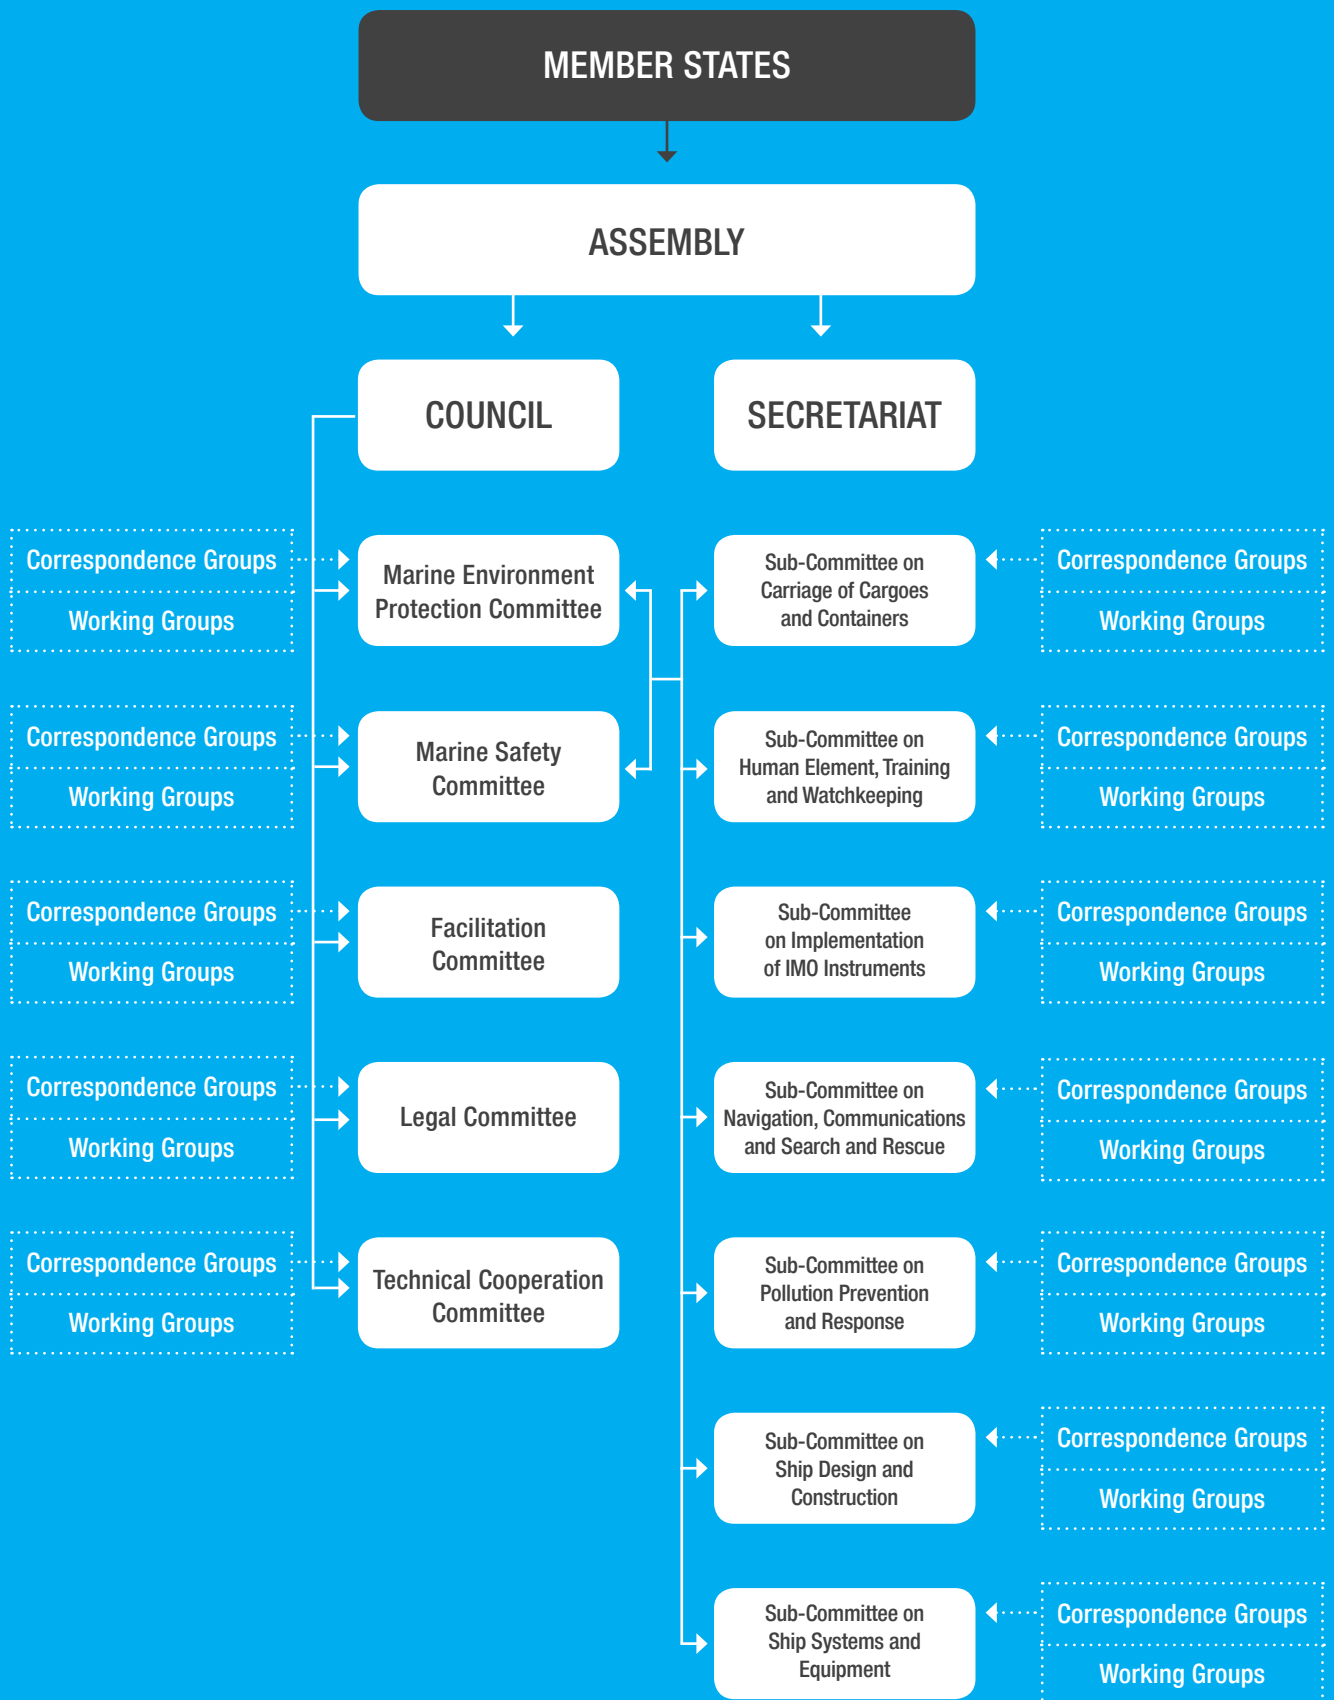 MEMBER STATES
ASSEMBLY
COUNCIL
SECRETARIAT
Correspondence Groups
Working Groups
Marine Environment
Protection Committee
Sub-Committee on
Carriage of Cargoes
and Containers
Correspondence Groups
Working Groups
Correspondence Groups
Working Groups
Marine Safety
Committee
Sub-Committee on
Human Element, Training
and Watchkeeping
Correspondence Groups
Working Groups
Correspondence Groups
Working Groups
Facilitation
Committee
Sub-Committee
on Implementation
of IMO Instruments
Correspondence Groups
Working Groups
Correspondence Groups
Working Groups
Legal Committee
Sub-Committee on
Navigation, Communications
and Search and Rescue
Correspondence Groups
Working Groups
Correspondence Groups
Working Groups
Technical Cooperation
Committee
Sub-Committee on
Pollution Prevention
and Response
Correspondence Groups
Working Groups
Sub-Committee on
Ship Design and
Construction
Correspondence Groups
Working Groups
Sub-Committee on
Ship Systems and
Equipment
Correspondence Groups
Working Groups